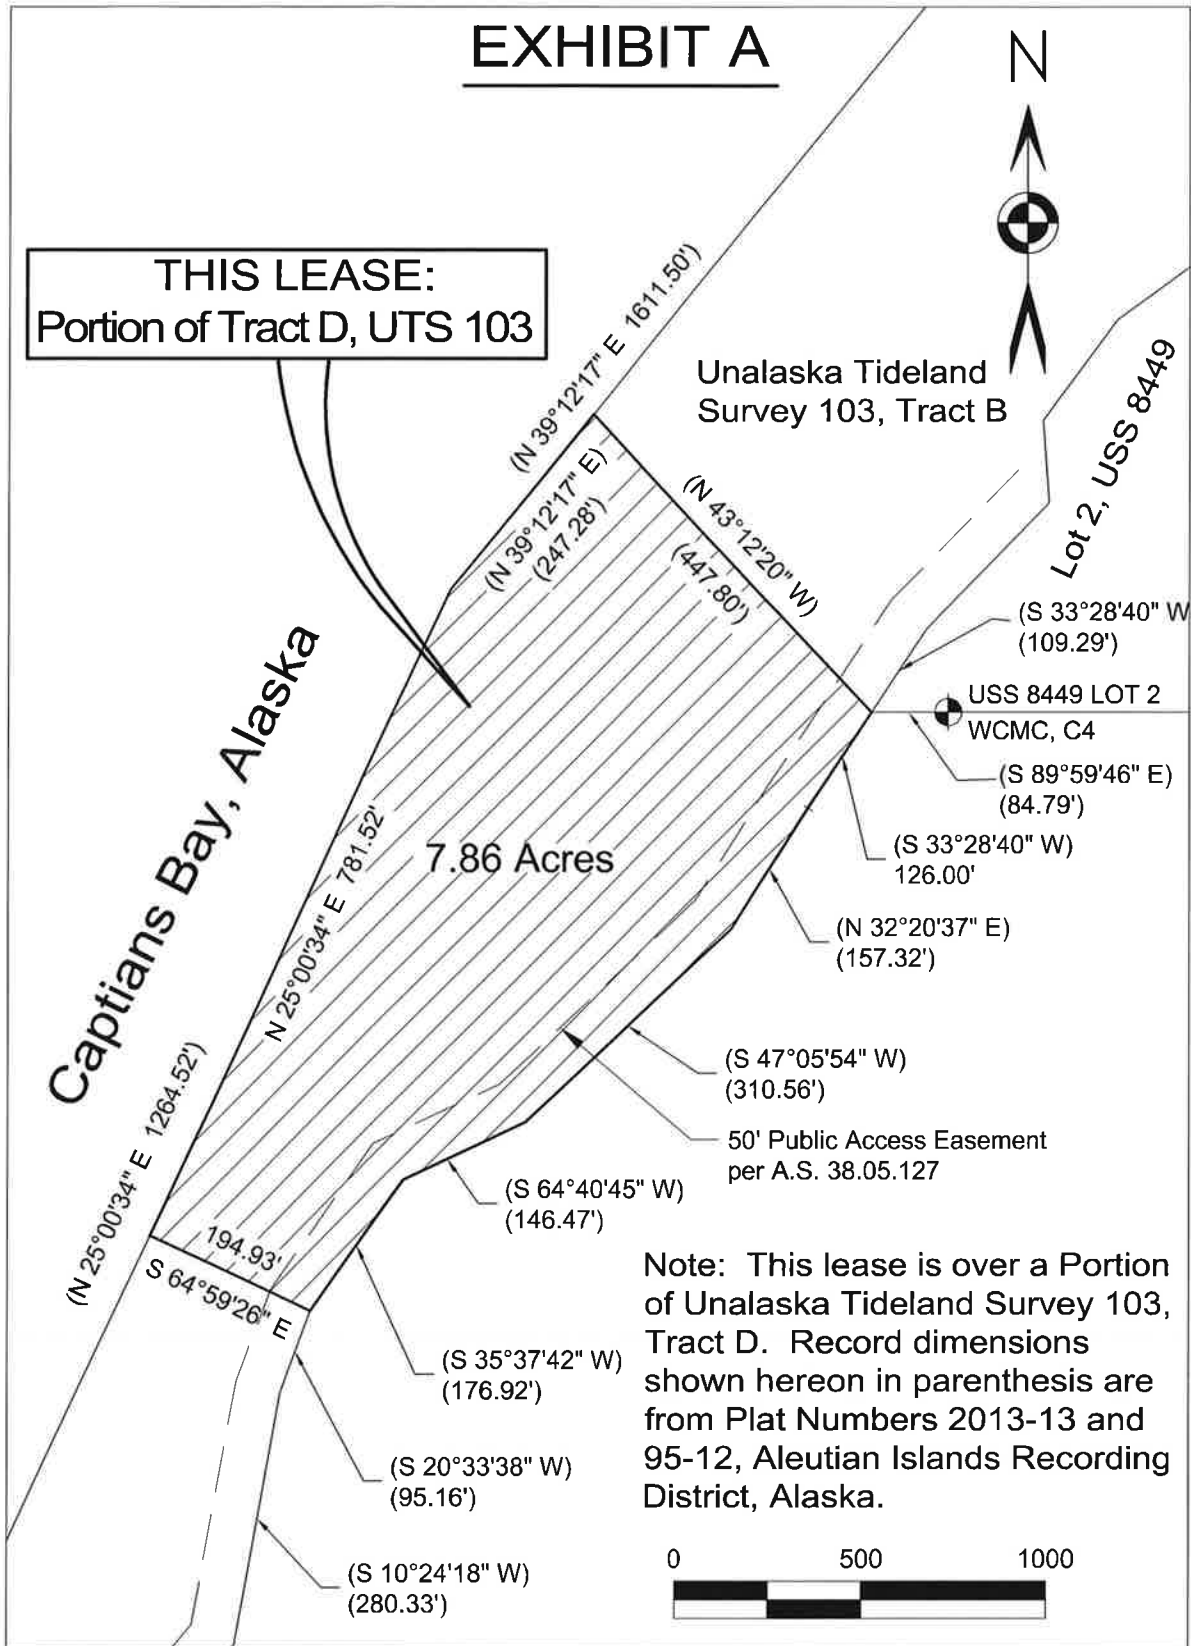 EXHIBIT A
N
THIS LEASE:
Portion of Tract D, UTS 103
(N 39°12'17" E 1611.50')
Unalaska Tideland
Survey 103, Tract B
Lot 2, USS 8449
(N 39°12'17" E)
(247.28')
(N 43°12'20" W)
(447.80')
(S 33°28'40" W
(109.29')
USS 8449 LOT 2
WCMC, C4
(S 89°59'46" E)
(84.79')
Captians Bay, Alaska
N 25°00'34" E 781.52'
7.86 Acres
(S 33°28'40" W)
126.00'
(N 32°20'37" E)
(157.32')
(S 47°05'54" W)
(310.56')
50' Public Access Easement
per A.S. 38.05.127
(N 25°00'34" E 1264.52')
(S 64°40'45" W)
(146.47')
194.93'
S 64°59'26" E
(S 35°37'42" W)
(176.92')
(S 20°33'38" W)
(95.16')
(S 10°24'18" W)
(280.33')
Note: This lease is over a Portion
of Unalaska Tideland Survey 103,
Tract D. Record dimensions
shown hereon in parenthesis are
from Plat Numbers 2013-13 and
95-12, Aleutian Islands Recording
District, Alaska.
0 500 1000